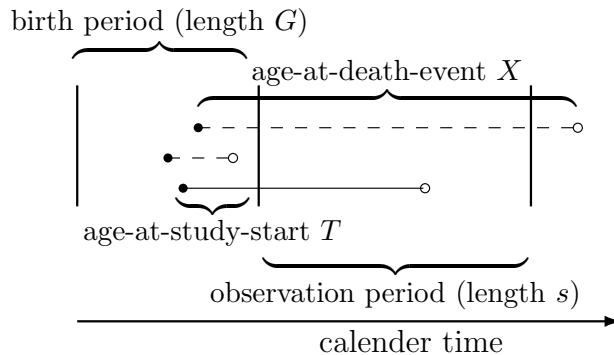 birth period (length G)
age-at-death-event X
age-at-study-start T
observation period (length s)
calender time